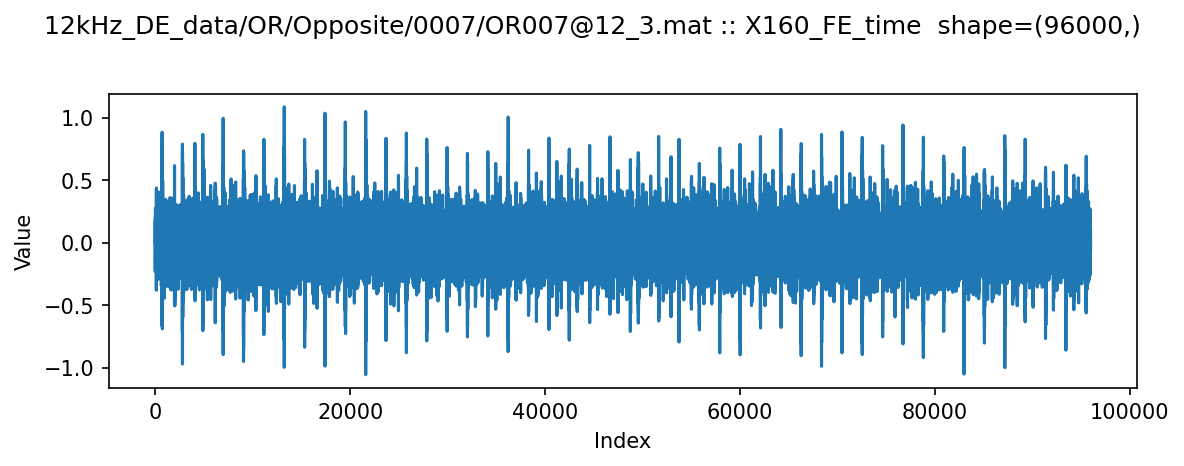 12kHz_DE_data/OR/Opposite/0007/OR007@12_3.mat :: X160_FE_time  shape=(96000,)
1.0
0.5
0.0
−0.5
−1.0
Value
0 20000 40000 60000 80000 100000
Index